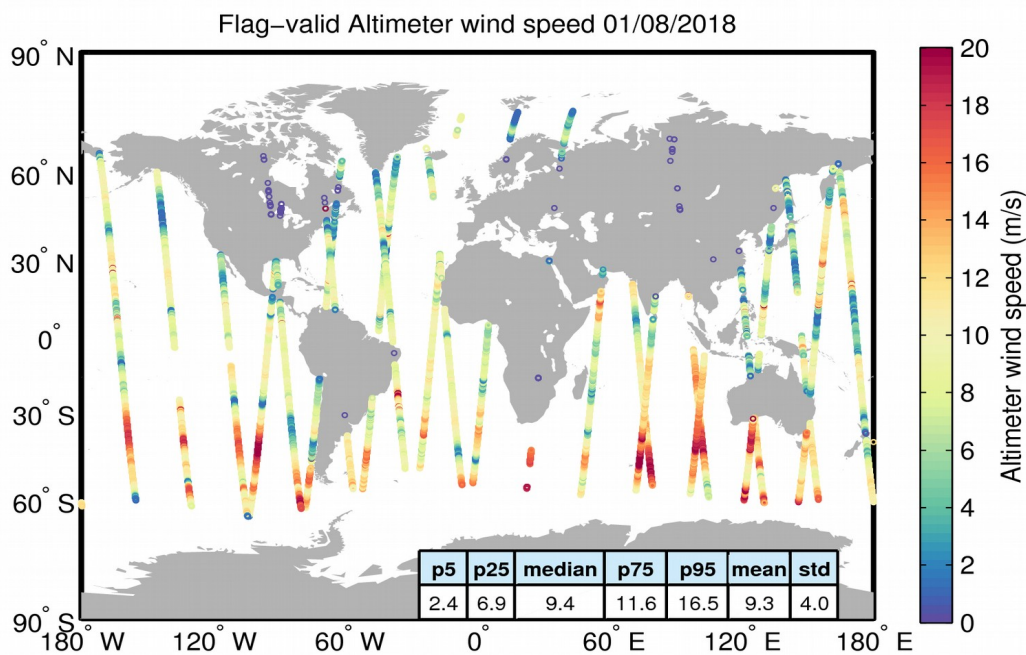 Flag-valid Altimeter wind speed 01/08/2018
90° N
60° N
30° N
0°
30° S
60° S
90° S
180° W
120° W
60° W
0°
60° E
120° E
180° E
p5 p25 median p75 p95 mean std
2.4 6.9 9.4 11.6 16.5 9.3 4.0
20
18
16
14
12
10
8
6
4
2
0
Altimeter wind speed (m/s)